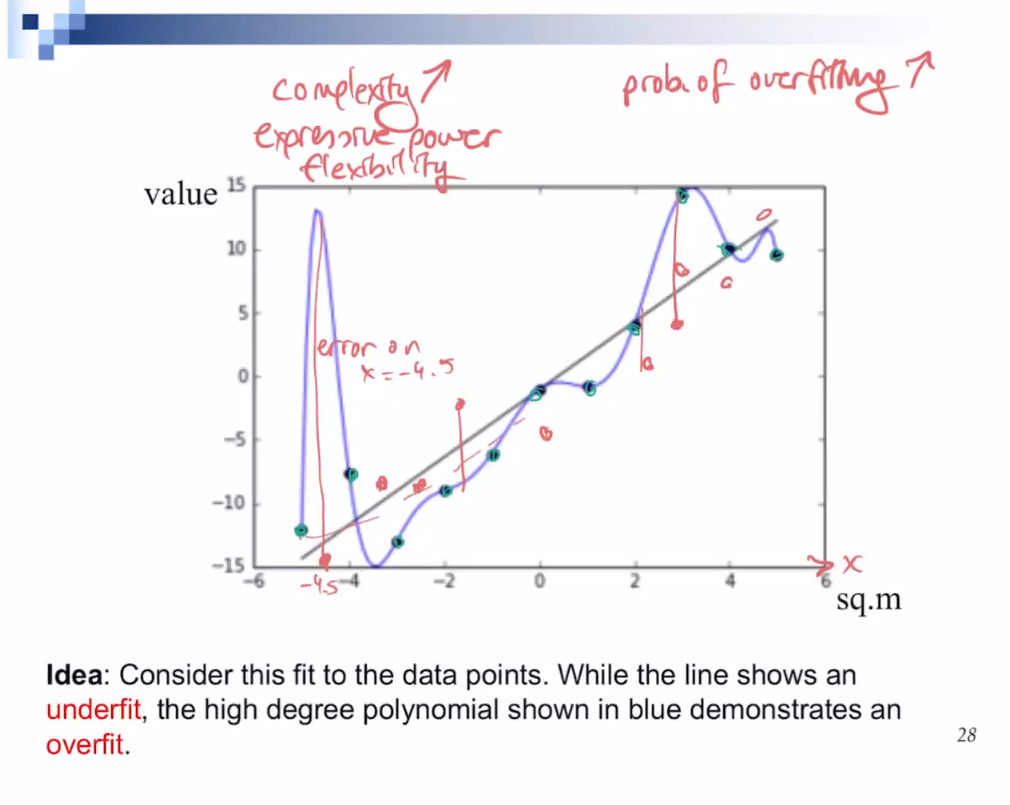 complexity ↗
prob. of overfitting ↗
expressive power
flexibility
value
15
10
5
0
-5
-10
-15
error on
x = -4.5
-6
-4.5
-4
-2
0
2
4
6
x
sq.m
Idea: Consider this fit to the data points. While the line shows an
underfit, the high degree polynomial shown in blue demonstrates an
overfit.
28